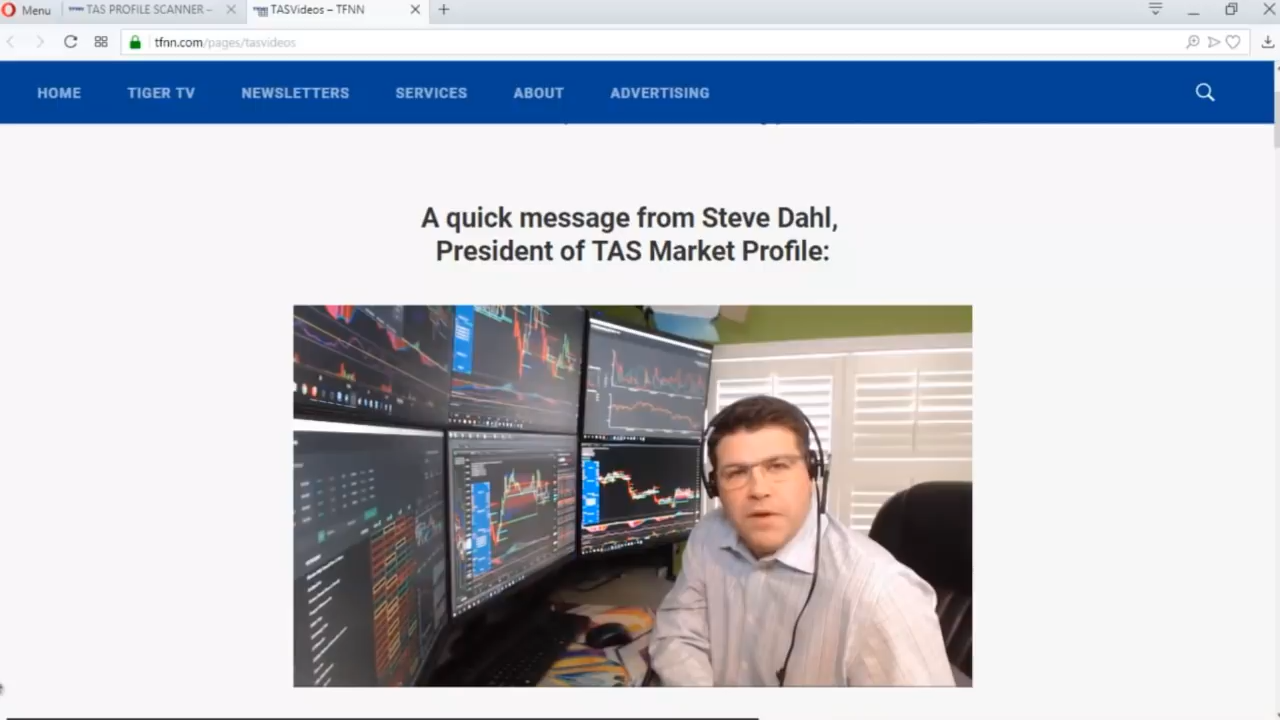 Menu
TAS PROFILE SCANNER –
TASVideos – TFNN
tfnn.com/pages/tasvideos
HOME
TIGER TV
NEWSLETTERS
SERVICES
ABOUT
ADVERTISING
A quick message from Steve Dahl,
President of TAS Market Profile: